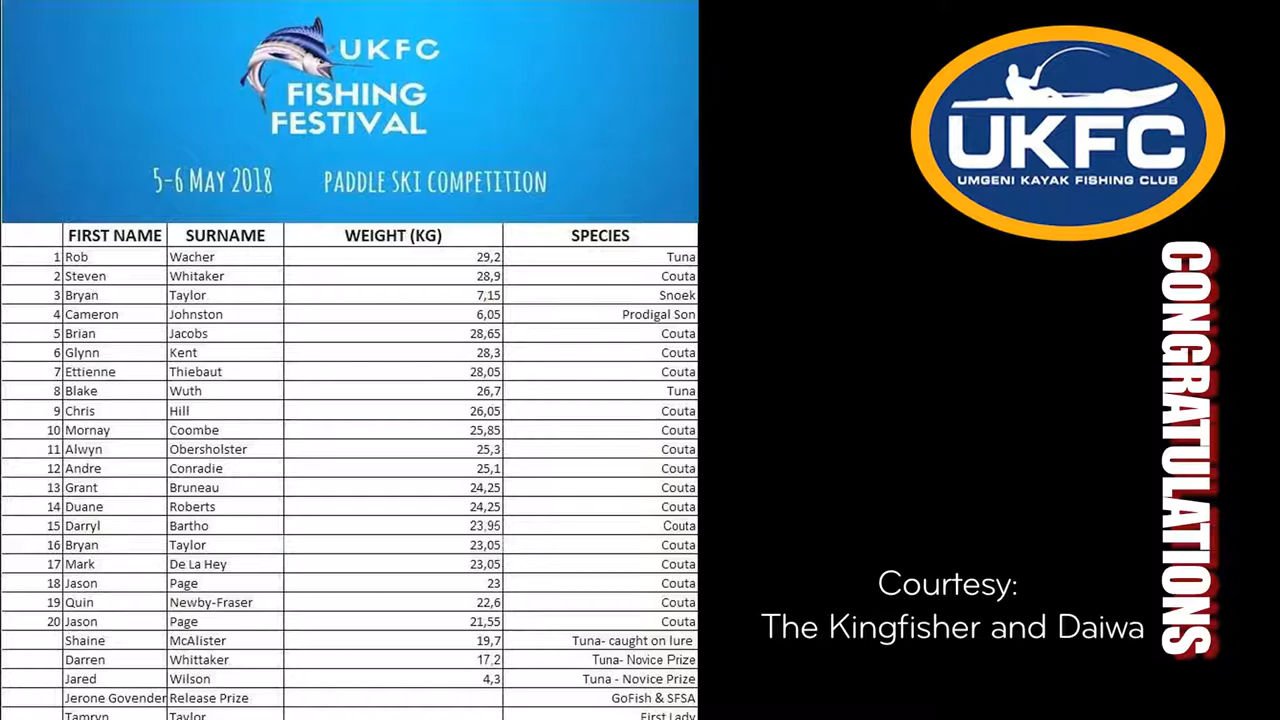 UKFC
FISHING
FESTIVAL
5-6 May 2018 PADDLE SKI COMPETITION
FIRST NAME SURNAME WEIGHT (KG) SPECIES
1 Rob Wacher 29,2 Tuna
2 Steven Whitaker 28,9 Couta
3 Bryan Taylor 7,15 Snoek
4 Cameron Johnston 6,05 Prodigal Son
5 Brian Jacobs 28,65 Couta
6 Glynn Kent 28,3 Couta
7 Ettienne Thiebaut 28,05 Couta
8 Blake Wuth 26,7 Tuna
9 Chris Hill 26,05 Couta
10 Mornay Coombe 25,85 Couta
11 Alwyn Obersholster 25,3 Couta
12 Andre Conradie 25,1 Couta
13 Grant Bruneau 24,25 Couta
14 Duane Roberts 24,25 Couta
15 Darryl Bartho 23,95 Couta
16 Bryan Taylor 23,05 Couta
17 Mark De La Hey 23,05 Couta
18 Jason Page 23 Couta
19 Quin Newby-Fraser 22,6 Couta
20 Jason Page 21,55 Couta
Shaine McAlister 19,7 Tuna- caught on lure
Darren Whittaker 17,2 Tuna- Novice Prize
Jared Wilson 4,3 Tuna - Novice Prize
Jerone Govender Release Prize GoFish & SFSA
Tamryn Taylor First Lady
UKFC
UMGENI KAYAK FISHING CLUB
CONGRATULATIONS
Courtesy:
The Kingfisher and Daiwa